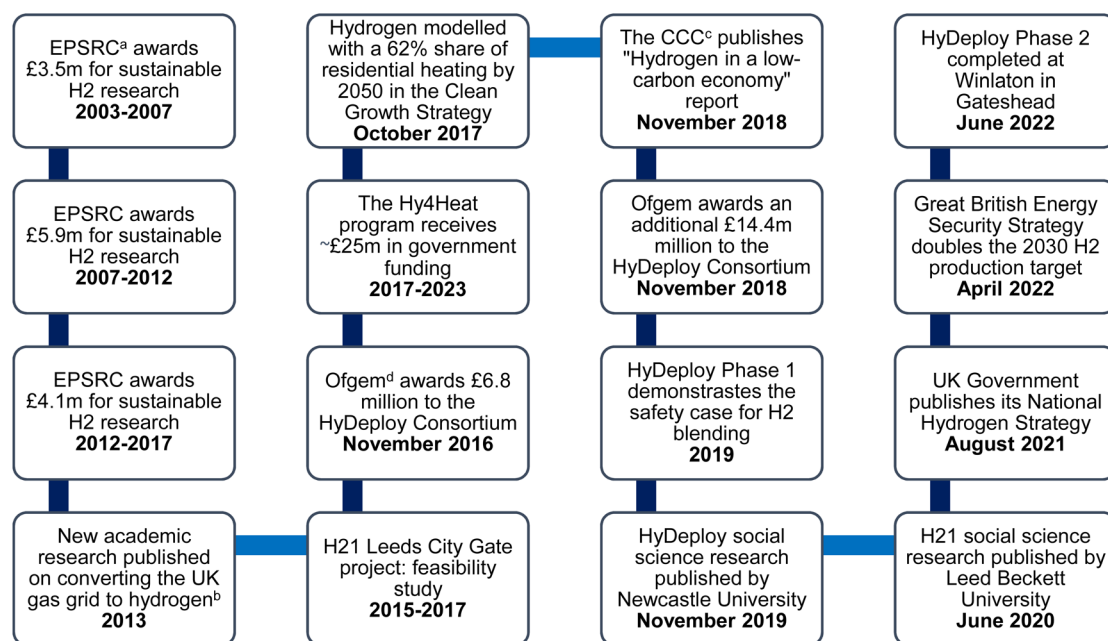 EPSRCᵃ awards
£3.5m for sustainable
H2 research
2003-2007
EPSRC awards
£5.9m for sustainable
H2 research
2007-2012
EPSRC awards
£4.1m for sustainable
H2 research
2012-2017
New academic
research published
on converting the UK
gas grid to hydrogenᵇ
2013
H21 Leeds City Gate
project: feasibility
study
2015-2017
Ofgemᵈ awards £6.8
million to the
HyDeploy Consortium
November 2016
The Hy4Heat
program receives
~£25m in government
funding
2017-2023
Hydrogen modelled
with a 62% share of
residential heating by
2050 in the Clean
Growth Strategy
October 2017
The CCCᶜ publishes
"Hydrogen in a low-
carbon economy"
report
November 2018
Ofgem awards an
additional £14.4m
million to the
HyDeploy Consortium
November 2018
HyDeploy Phase 1
demonstrastes the
safety case for H2
blending
2019
HyDeploy social
science research
published by
Newcastle University
November 2019
H21 social science
research published by
Leed Beckett
University
June 2020
UK Government
publishes its National
Hydrogen Strategy
August 2021
Great British Energy
Security Strategy
doubles the 2030 H2
production target
April 2022
HyDeploy Phase 2
completed at
Winlaton in
Gateshead
June 2022